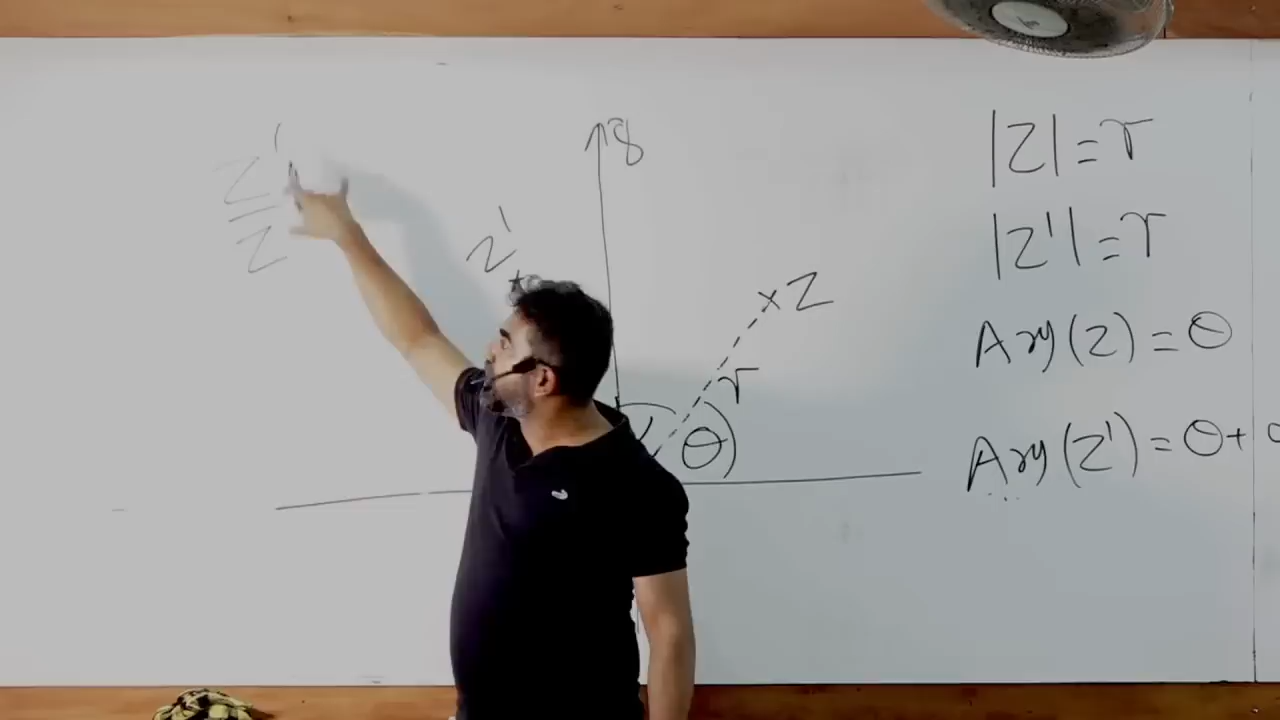 Z'
Z
Z'
Z
r
θ
|Z| = r
|Z'| = r
Arg(Z) = θ
Arg(Z') = θ +